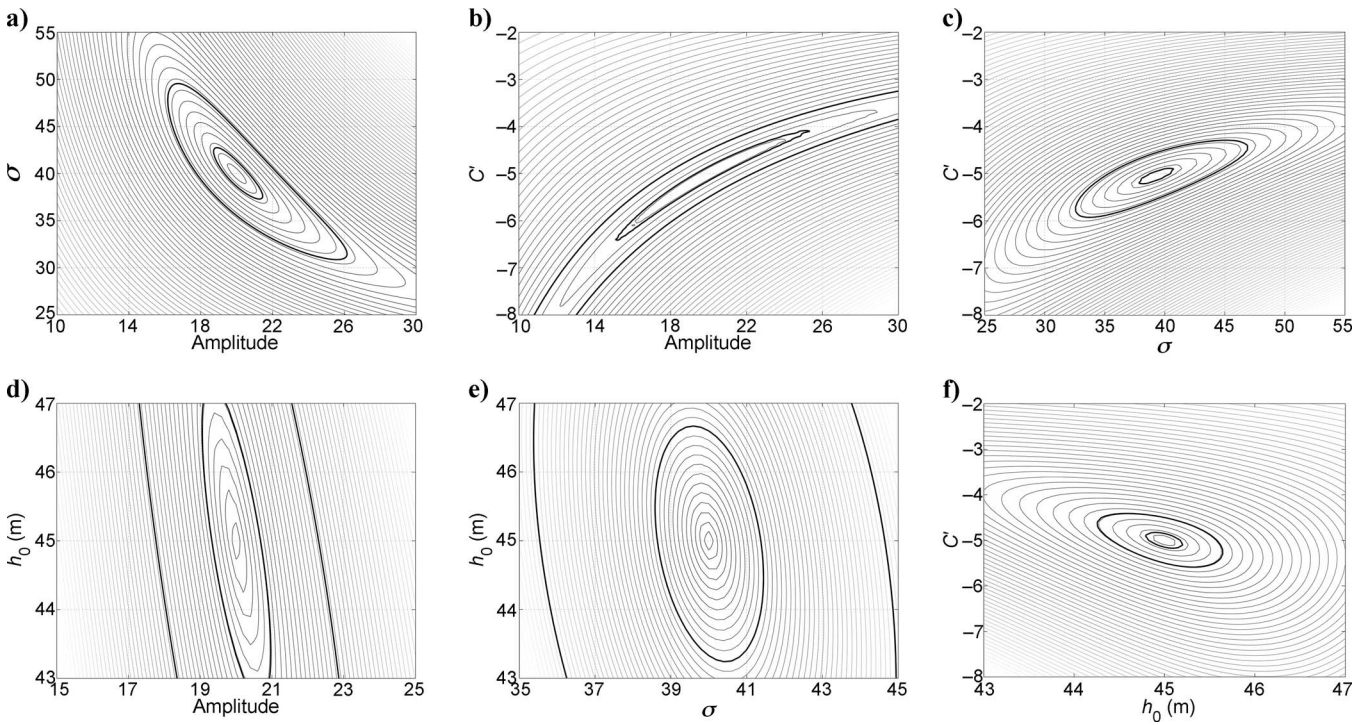 a)
55
50
45
σ
40
35
30
25
10 14 18 22 26 30
Amplitude
b)
–2
–3
–4
C'
–5
–6
–7
–8
10 14 18 22 26 30
Amplitude
c)
–2
–3
–4
C'
–5
–6
–7
–8
25 30 35 40 45 50 55
σ
d)
47
46
h0 (m)
45
44
43
15 17 19 21 23 25
Amplitude
e)
47
46
h0 (m)
45
44
43
35 37 39 41 43 45
σ
f)
–2
–3
–4
C'
–5
–6
–7
–8
43 44 45 46 47
h0 (m)